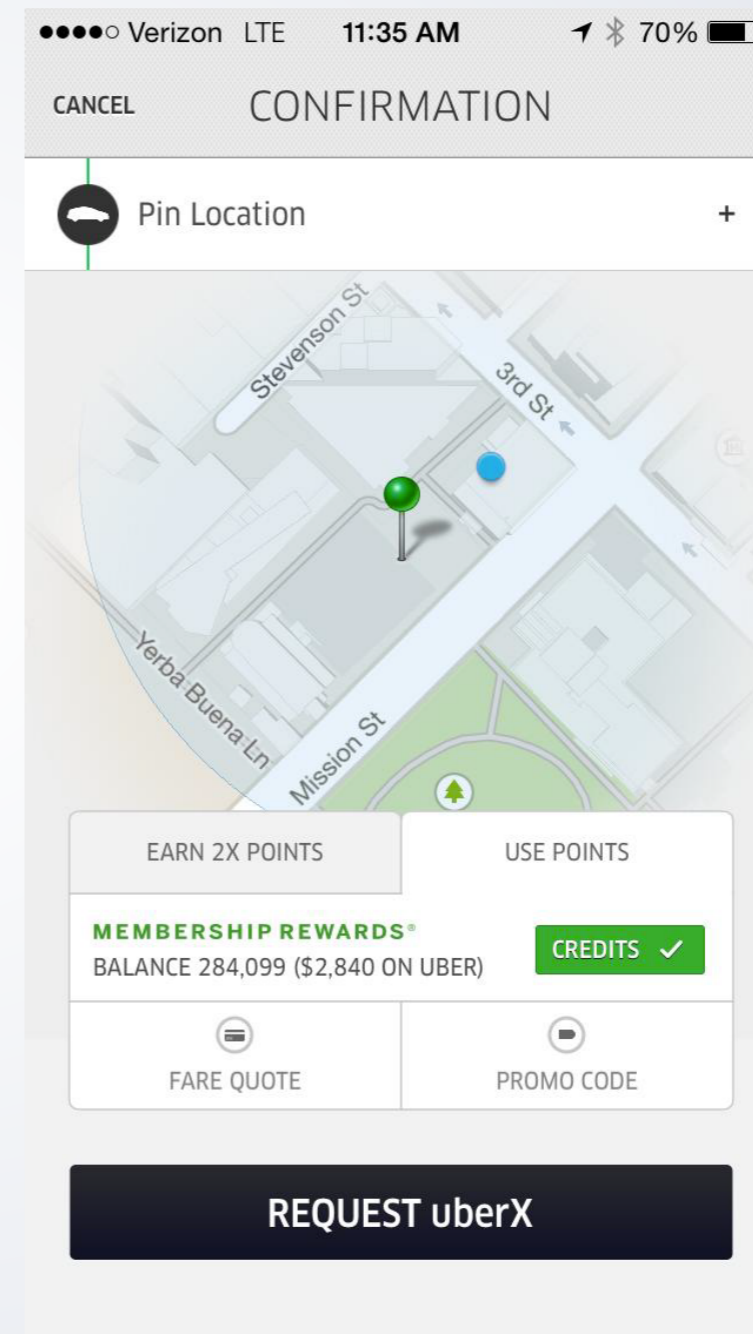 Verizon LTE 11:35 AM 70%
CANCEL CONFIRMATION
Pin Location +
Stevenson St
3rd St
Yerba Buena Ln
Mission St
EARN 2X POINTS USE POINTS
MEMBERSHIP REWARDS®
BALANCE 284,099 ($2,840 ON UBER)
CREDITS ✓
FARE QUOTE PROMO CODE
REQUEST uberX